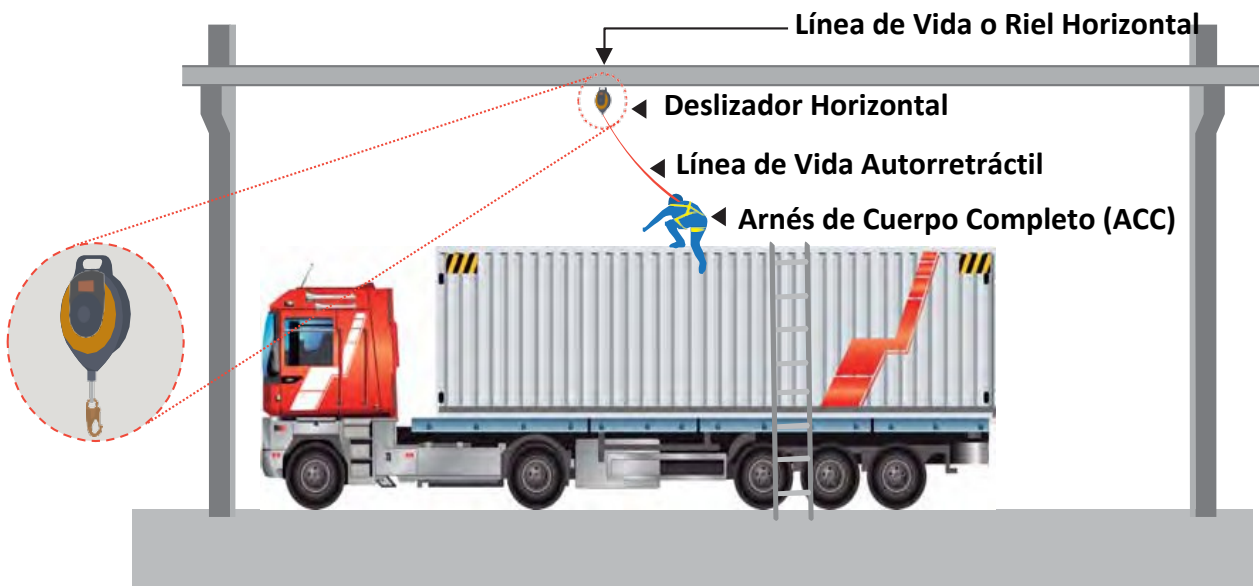 Línea de Vida o Riel Horizontal
Deslizador Horizontal
Línea de Vida Autorretráctil
Arnés de Cuerpo Completo (ACC)